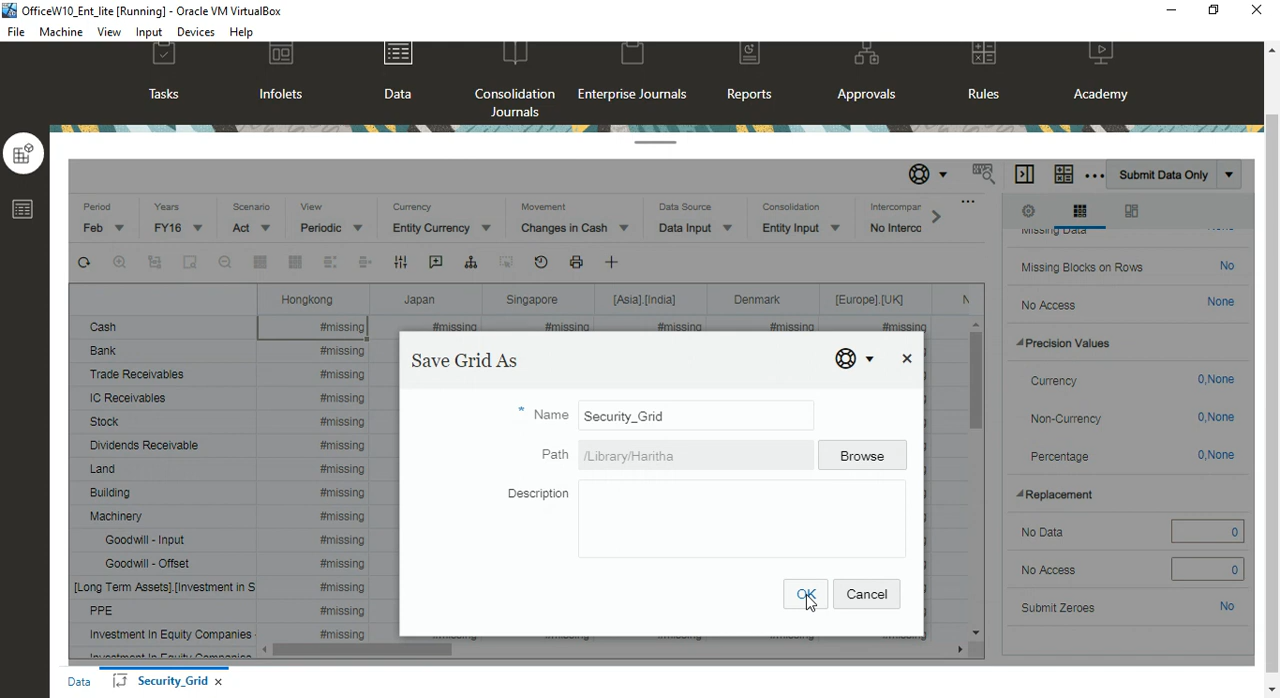 OfficeW10_Ent_lite [Running] - Oracle VM VirtualBox
File Machine View Input Devices Help
Tasks Infolets Data Consolidation Journals Enterprise Journals Reports Approvals Rules Academy
Submit Data Only
Period Years Scenario View Currency Movement Data Source Consolidation Intercompan
Feb FY16 Act Periodic Entity Currency Changes in Cash Data Input Entity Input No Interco
Hongkong Japan Singapore [Asia].[India] Denmark [Europe].[UK] N
Cash #missing #missing #missing #missing #missing #missing
Bank #missing
Trade Receivables #missing
IC Receivables #missing
Stock #missing
Dividends Receivable #missing
Land #missing
Building #missing
Machinery #missing
Goodwill - Input #missing
Goodwill - Offset #missing
[Long Term Assets].[Investment in S #missing
PPE #missing
Investment In Equity Companies - #missing
Save Grid As
* Name Security_Grid
Path /Library/Haritha Browse
Description
OK Cancel
Missing Data
Missing Blocks on Rows No
No Access None
Precision Values
Currency 0,None
Non-Currency 0,None
Percentage 0,None
Replacement
No Data 0
No Access 0
Submit Zeroes No
Data Security_Grid